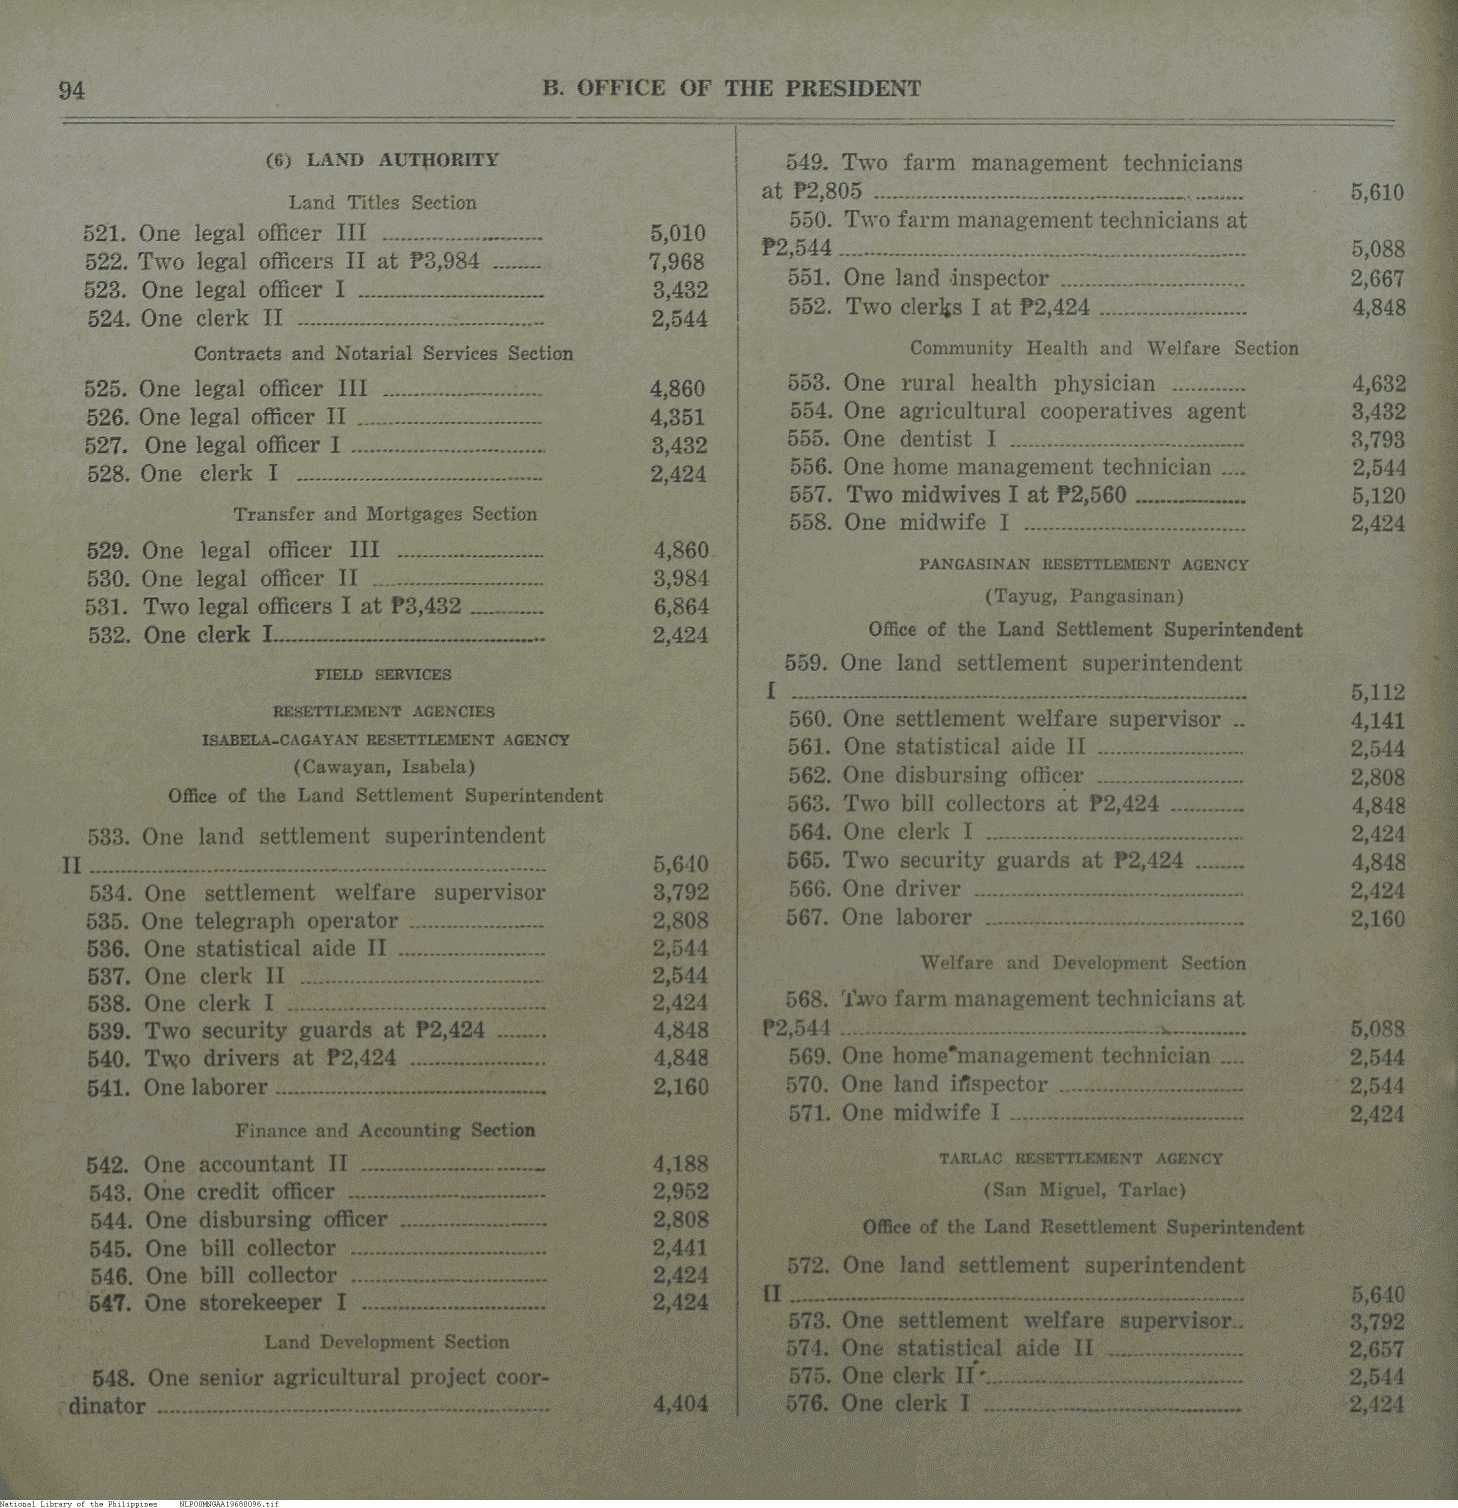 94
B. OFFICE OF THE PRESIDENT
(6) LAND AUTHORITY
Land Titles Section
521. One legal officer III ........ 5,010
522. Two legal officers II at ₱3,984 ........ 7,968
523. One legal officer I ........ 3,432
524. One clerk II ........ 2,544
Contracts and Notarial Services Section
525. One legal officer III ........ 4,860
526. One legal officer II ........ 4,351
527. One legal officer I ........ 3,432
528. One clerk I ........ 2,424
Transfer and Mortgages Section
529. One legal officer III ........ 4,860
530. One legal officer II ........ 3,984
531. Two legal officers I at ₱3,432 ........ 6,864
532. One clerk I ........ 2,424
FIELD SERVICES
RESETTLEMENT AGENCIES
ISABELA-CAGAYAN RESETTLEMENT AGENCY
(Cawayan, Isabela)
Office of the Land Settlement Superintendent
533. One land settlement superintendent
II ........ 5,640
534. One settlement welfare supervisor 3,792
535. One telegraph operator ........ 2,808
536. One statistical aide II ........ 2,544
537. One clerk II ........ 2,544
538. One clerk I ........ 2,424
539. Two security guards at ₱2,424 ........ 4,848
540. Two drivers at ₱2,424 ........ 4,848
541. One laborer ........ 2,160
Finance and Accounting Section
542. One accountant II ........ 4,188
543. One credit officer ........ 2,952
544. One disbursing officer ........ 2,808
545. One bill collector ........ 2,441
546. One bill collector ........ 2,424
547. One storekeeper I ........ 2,424
Land Development Section
548. One senior agricultural project coor-
dinator ........ 4,404
549. Two farm management technicians
at ₱2,805 ........ 5,610
550. Two farm management technicians at
₱2,544 ........ 5,088
551. One land inspector ........ 2,667
552. Two clerks I at ₱2,424 ........ 4,848
Community Health and Welfare Section
553. One rural health physician ........ 4,632
554. One agricultural cooperatives agent 3,432
555. One dentist I ........ 3,793
556. One home management technician .... 2,544
557. Two midwives I at ₱2,560 ........ 5,120
558. One midwife I ........ 2,424
PANGASINAN RESETTLEMENT AGENCY
(Tayug, Pangasinan)
Office of the Land Settlement Superintendent
559. One land settlement superintendent
I ........ 5,112
560. One settlement welfare supervisor .. 4,141
561. One statistical aide II ........ 2,544
562. One disbursing officer ........ 2,808
563. Two bill collectors at ₱2,424 ........ 4,848
564. One clerk I ........ 2,424
565. Two security guards at ₱2,424 ........ 4,848
566. One driver ........ 2,424
567. One laborer ........ 2,160
Welfare and Development Section
568. Two farm management technicians at
₱2,544 ........ 5,088
569. One home management technician .... 2,544
570. One land inspector ........ 2,544
571. One midwife I ........ 2,424
TARLAC RESETTLEMENT AGENCY
(San Miguel, Tarlac)
Office of the Land Resettlement Superintendent
572. One land settlement superintendent
II ........ 5,640
573. One settlement welfare supervisor.. 3,792
574. One statistical aide II ........ 2,657
575. One clerk II ........ 2,544
576. One clerk I ........ 2,424
National Library of the Philippines NLPOOMNGAA19680096.tif